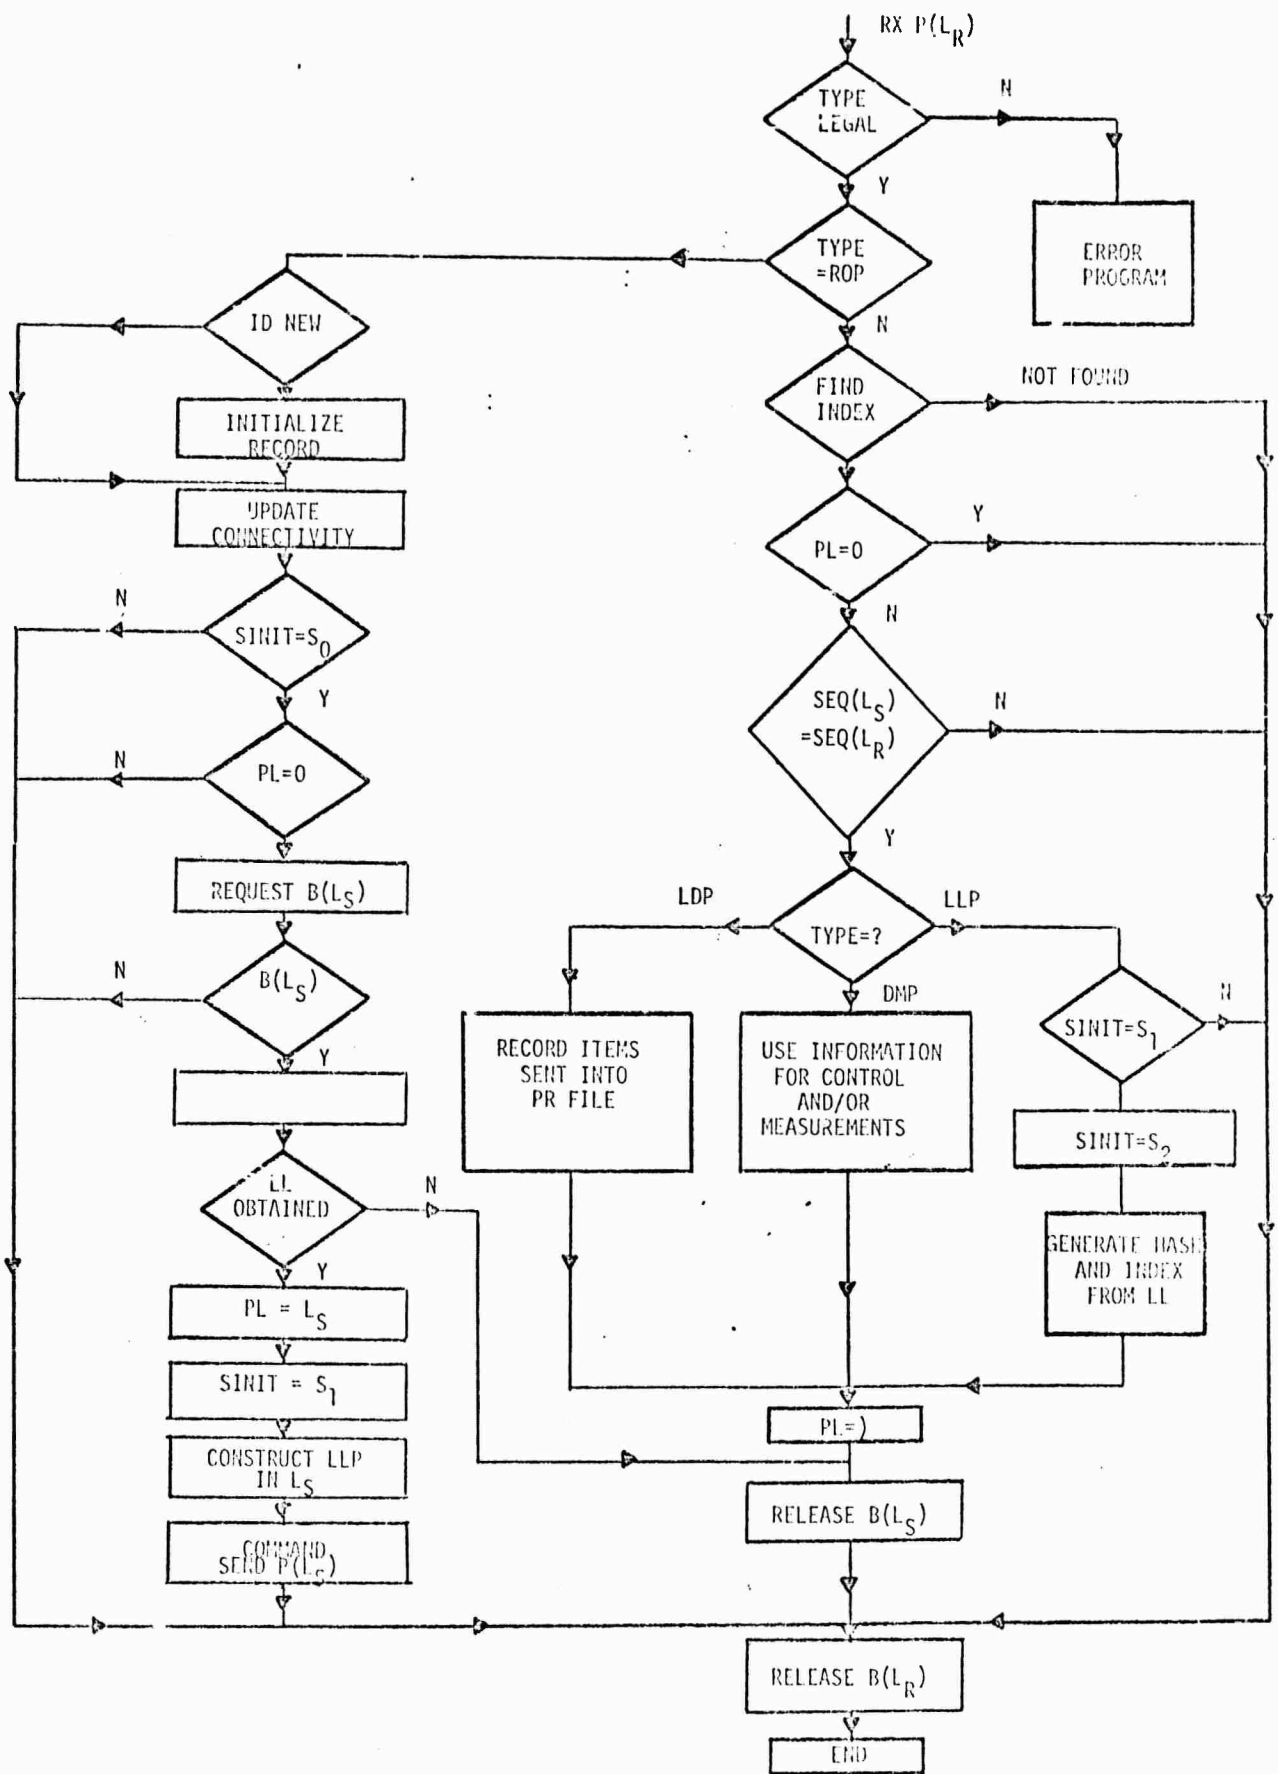 RX P(L_R)
TYPE
LEGAL
N
Y
ERROR
PROGRAM
TYPE
=ROP
N
ID NEW
INITIALIZE
RECORD
UPDATE
CONNECTIVITY
FIND
INDEX
NOT FOUND
PL=0
Y
N
SINIT=S_0
N
Y
PL=0
N
REQUEST B(L_S)
B(L_S)
N
Y
LL
OBTAINED
N
Y
PL = L_S
SINIT = S_1
CONSTRUCT LLP
IN L_S
COMMAND
SEND P(L_S)
SEQ(L_S)
=SEQ(L_R)
N
Y
TYPE=?
LDP
LLP
DMP
RECORD ITEMS
SENT INTO
PR FILE
USE INFORMATION
FOR CONTROL
AND/OR
MEASUREMENTS
SINIT=S_1
N
SINIT=S_2
GENERATE HASH
AND INDEX
FROM LL
PL=)
RELEASE B(L_S)
RELEASE B(L_R)
END